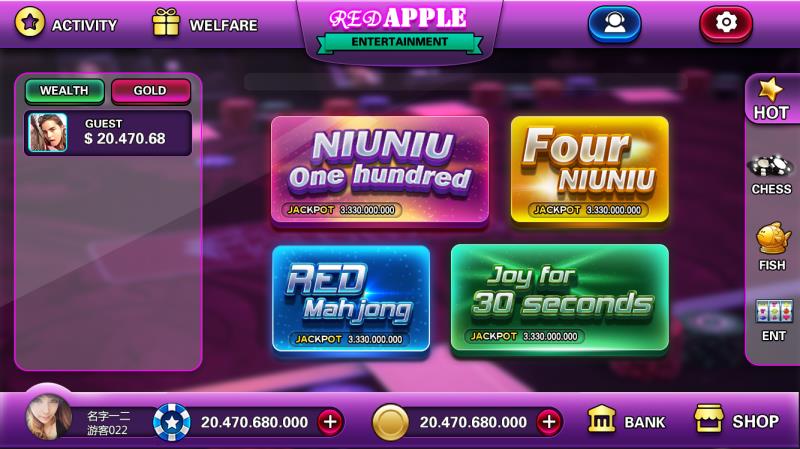 ACTIVITY
WELFARE
RED APPLE
ENTERTAINMENT
WEALTH
GOLD
GUEST
$ 20.470.68
NIUNIU
One hundred
JACKPOT 3.330.000.000
Four
NIUNIU
JACKPOT 3.330.000.000
RED
Mahjong
JACKPOT 3.330.000.000
Joy for
30 seconds
JACKPOT 3.330.000.000
HOT
CHESS
FISH
ENT
名字一二
游客022
20.470.680.000
20.470.680.000
BANK
SHOP